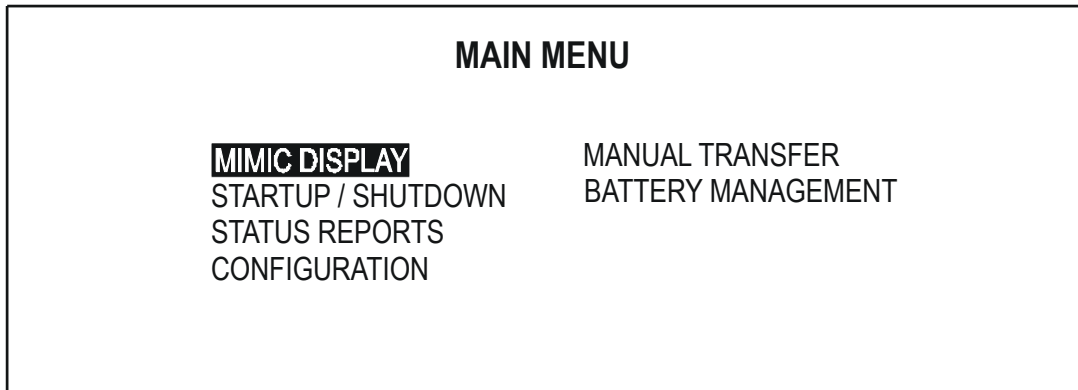 MAIN MENU
MIMIC DISPLAY
STARTUP / SHUTDOWN
STATUS REPORTS
CONFIGURATION
MANUAL TRANSFER
BATTERY MANAGEMENT